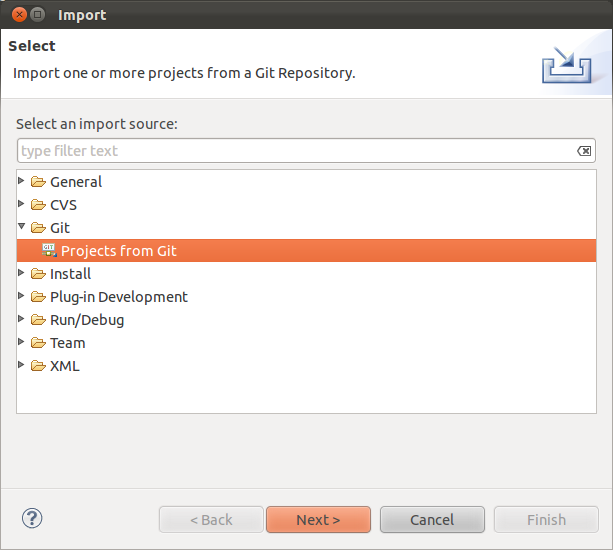 Import
Select
Import one or more projects from a Git Repository.
Select an import source:
type filter text
General
CVS
Git
GIT Projects from Git
Install
Plug-in Development
Run/Debug
Team
XML
? < Back Next > Cancel Finish